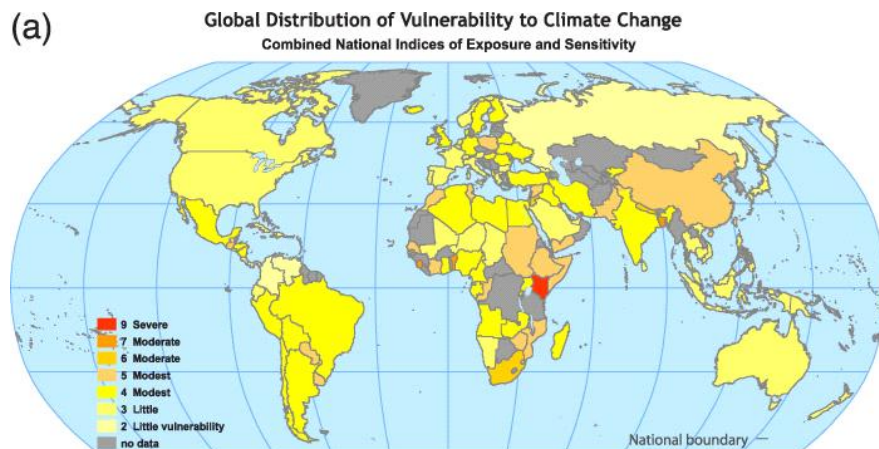 (a)
Global Distribution of Vulnerability to Climate Change
Combined National Indices of Exposure and Sensitivity
9 Severe
7 Moderate
6 Moderate
5 Modest
4 Modest
3 Little
2 Little vulnerability
no data
National boundary